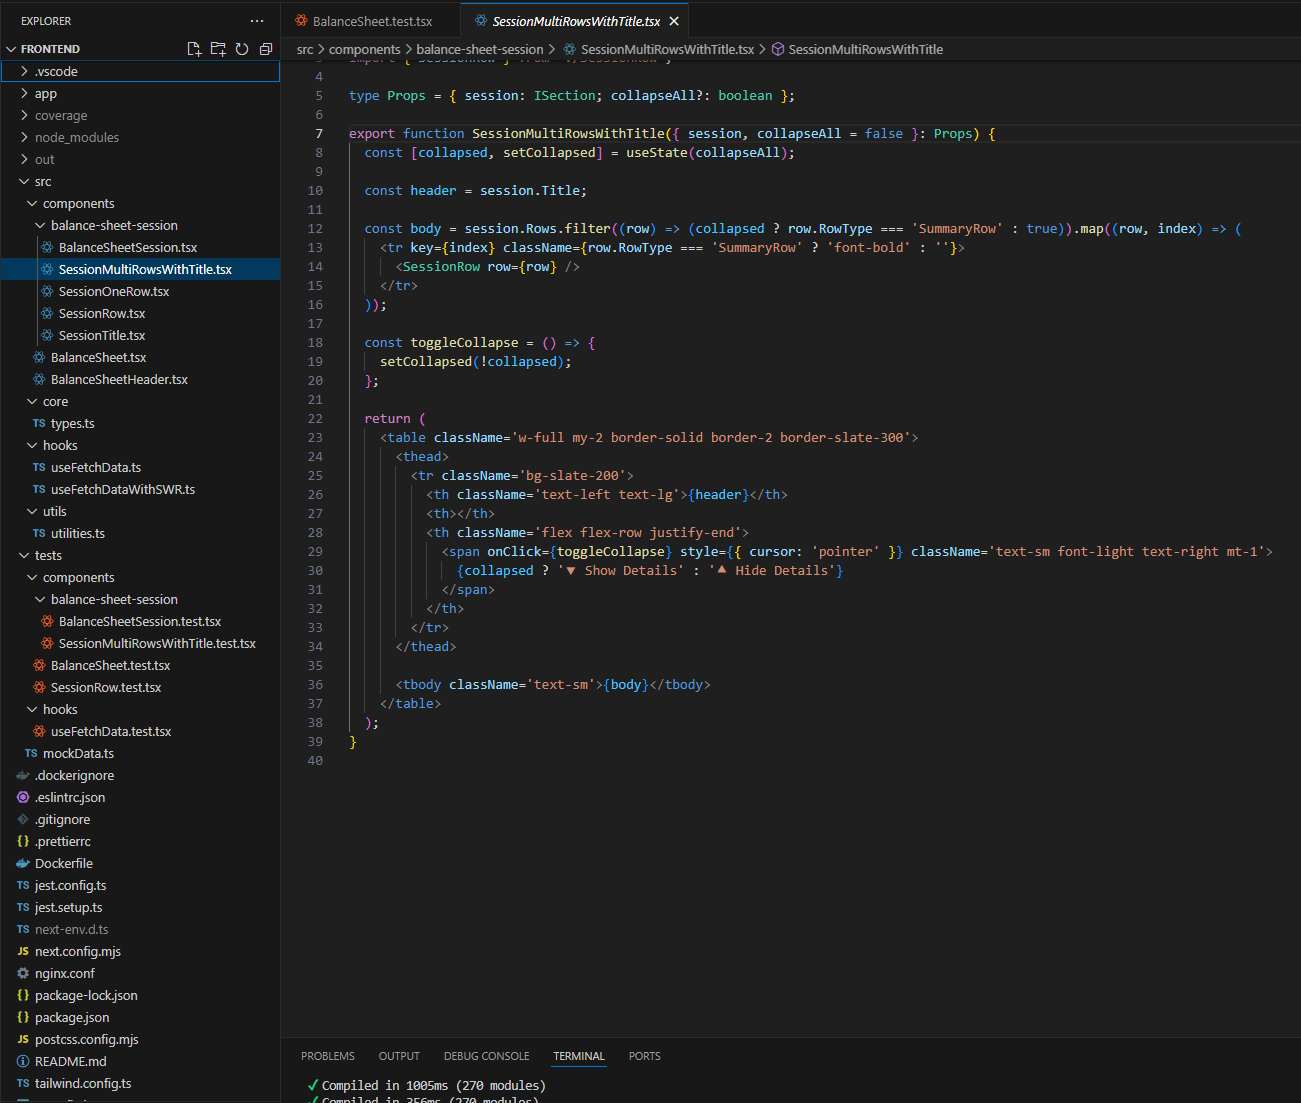 EXPLORER
FRONTEND
.vscode
app
coverage
node_modules
out
src
components
balance-sheet-session
BalanceSheetSession.tsx
SessionMultiRowsWithTitle.tsx
SessionOneRow.tsx
SessionRow.tsx
SessionTitle.tsx
BalanceSheet.tsx
BalanceSheetHeader.tsx
core
TS types.ts
hooks
TS useFetchData.ts
TS useFetchDataWithSWR.ts
utils
TS utilities.ts
tests
components
balance-sheet-session
BalanceSheetSession.test.tsx
SessionMultiRowsWithTitle.test.tsx
BalanceSheet.test.tsx
SessionRow.test.tsx
hooks
useFetchData.test.tsx
TS mockData.ts
.dockerignore
.eslintrc.json
.gitignore
{} .prettierrc
Dockerfile
TS jest.config.ts
TS jest.setup.ts
TS next-env.d.ts
JS next.config.mjs
nginx.conf
{} package-lock.json
{} package.json
JS postcss.config.mjs
README.md
TS tailwind.config.ts
BalanceSheet.test.tsx
SessionMultiRowsWithTitle.tsx
src > components > balance-sheet-session > SessionMultiRowsWithTitle.tsx > SessionMultiRowsWithTitle
3 import { SessionRow } from './SessionRow';
4
5 type Props = { session: ISection; collapseAll?: boolean };
6
7 export function SessionMultiRowsWithTitle({ session, collapseAll = false }: Props) {
8 const [collapsed, setCollapsed] = useState(collapseAll);
9
10 const header = session.Title;
11
12 const body = session.Rows.filter((row) => (collapsed ? row.RowType === 'SummaryRow' : true)).map((row, index) => (
13 <tr key={index} className={row.RowType === 'SummaryRow' ? 'font-bold' : ''}>
14 <SessionRow row={row} />
15 </tr>
16 ));
17
18 const toggleCollapse = () => {
19 setCollapsed(!collapsed);
20 };
21
22 return (
23 <table className='w-full my-2 border-solid border-2 border-slate-300'>
24 <thead>
25 <tr className='bg-slate-200'>
26 <th className='text-left text-lg'>{header}</th>
27 <th></th>
28 <th className='flex flex-row justify-end'>
29 <span onClick={toggleCollapse} style={{ cursor: 'pointer' }} className='text-sm font-light text-right mt-1'>
30 {collapsed ? '▼ Show Details' : '▲ Hide Details'}
31 </span>
32 </th>
33 </tr>
34 </thead>
35
36 <tbody className='text-sm'>{body}</tbody>
37 </table>
38 );
39 }
40
PROBLEMS OUTPUT DEBUG CONSOLE TERMINAL PORTS
✓ Compiled in 1005ms (270 modules)
✓ Compiled in 356ms (270 modules)